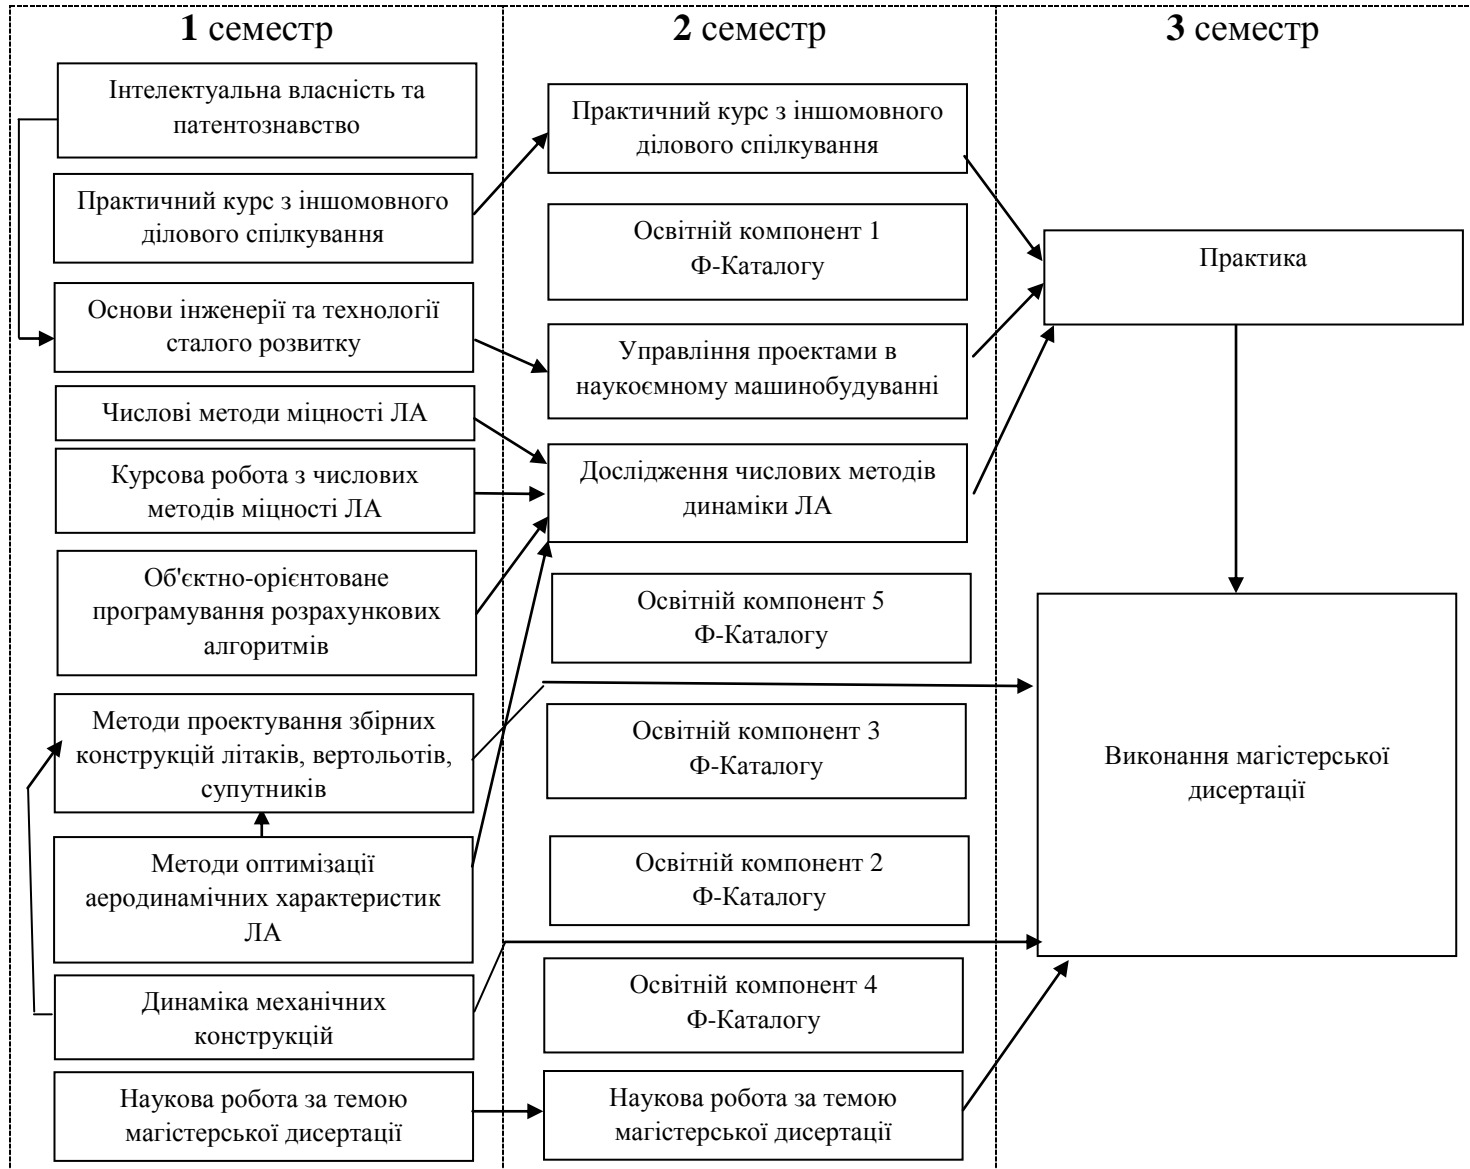 1 семестр
Інтелектуальна власність та
патентознавство
Практичний курс з іншомовного
ділового спілкування
Основи інженерії та технології
сталого розвитку
Числові методи міцності ЛА
Курсова робота з числових
методів міцності ЛА
Об'єктно-орієнтоване
програмування розрахункових
алгоритмів
Методи проектування збірних
конструкцій літаків, вертольотів,
супутників
Методи оптимізації
аеродинамічних характеристик
ЛА
Динаміка механічних
конструкцій
Наукова робота за темою
магістерської дисертації
2 семестр
Практичний курс з іншомовного
ділового спілкування
Освітній компонент 1
Ф-Каталогу
Управління проектами в
наукоємному машинобудуванні
Дослідження числових методів
динаміки ЛА
Освітній компонент 5
Ф-Каталогу
Освітній компонент 3
Ф-Каталогу
Освітній компонент 2
Ф-Каталогу
Освітній компонент 4
Ф-Каталогу
Наукова робота за темою
магістерської дисертації
3 семестр
Практика
Виконання магістерської
дисертації